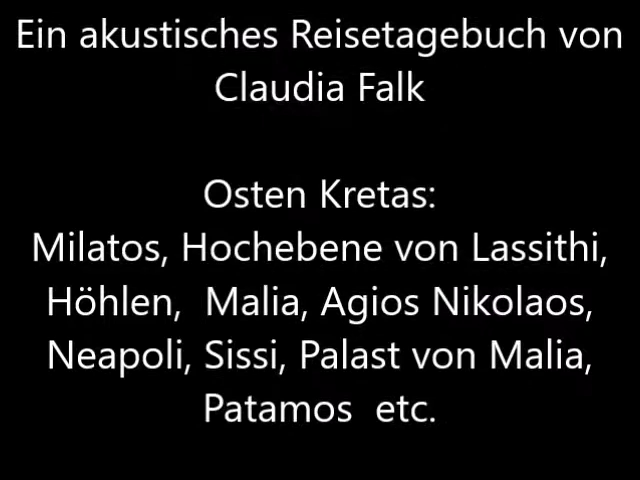 Ein akustisches Reisetagebuch von
Claudia Falk
Osten Kretas:
Milatos, Hochebene von Lassithi,
Höhlen,  Malia, Agios Nikolaos,
Neapoli, Sissi, Palast von Malia,
Patamos  etc.